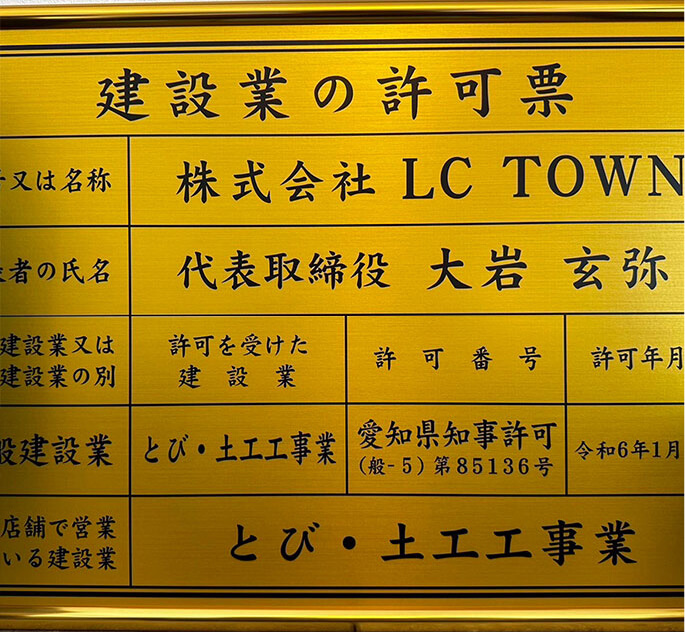 建設業の許可票
又は名称
株式会社 LC TOWN
者の氏名
代表取締役 大岩 玄弥
建設業又は
建設業の別
許可を受けた
建設業
許可番号
許可年月
般建設業
とび・土工工事業
愛知県知事許可
(般-5)第85136号
令和6年1月
店舗で営業
いる建設業
とび・土工工事業